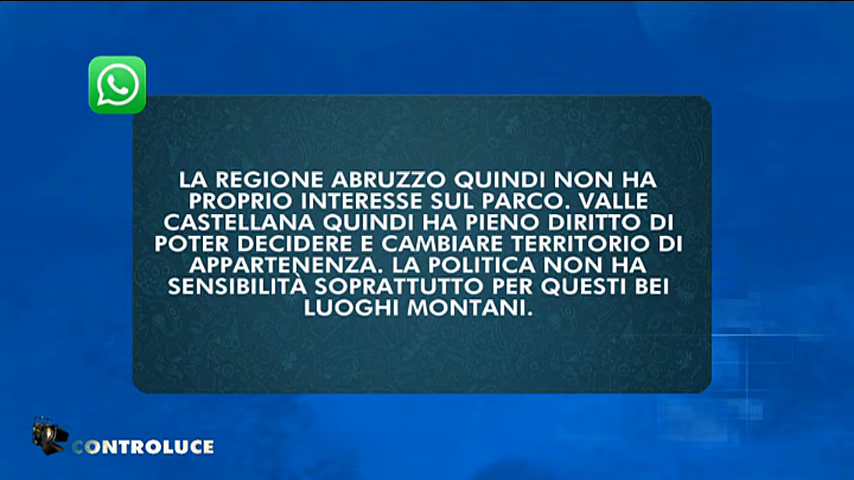 LA REGIONE ABRUZZO QUINDI NON HA
PROPRIO INTERESSE SUL PARCO. VALLE
CASTELLANA QUINDI HA PIENO DIRITTO DI
POTER DECIDERE E CAMBIARE TERRITORIO DI
APPARTENENZA. LA POLITICA NON HA
SENSIBILITÀ SOPRATTUTTO PER QUESTI BEI
LUOGHI MONTANI.
CONTROLUCE